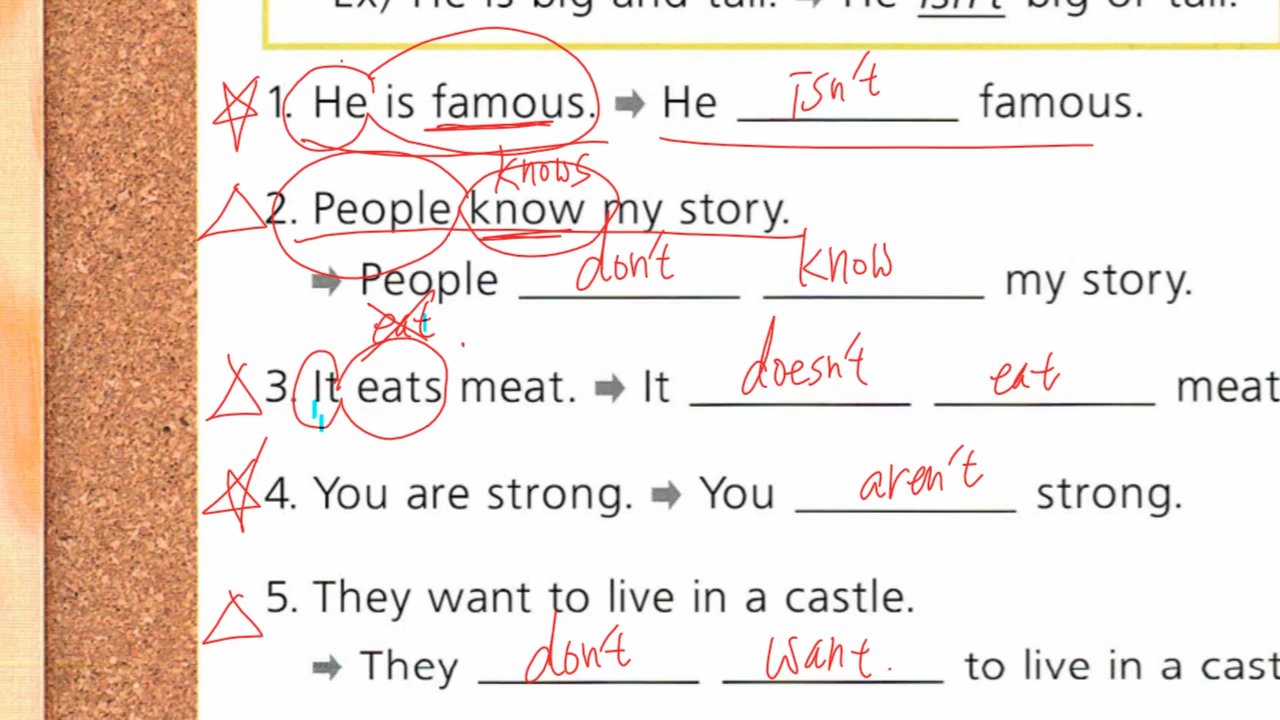 Ex) He is big and tall. ➡ He isn't big or tall.
1. He is famous. ➡ He isn't famous.
knows
2. People know my story.
➡ People don't know my story.
eat
3. It eats meat. ➡ It doesn't eat meat
4. You are strong. ➡ You aren't strong.
5. They want to live in a castle.
➡ They don't want. to live in a cast